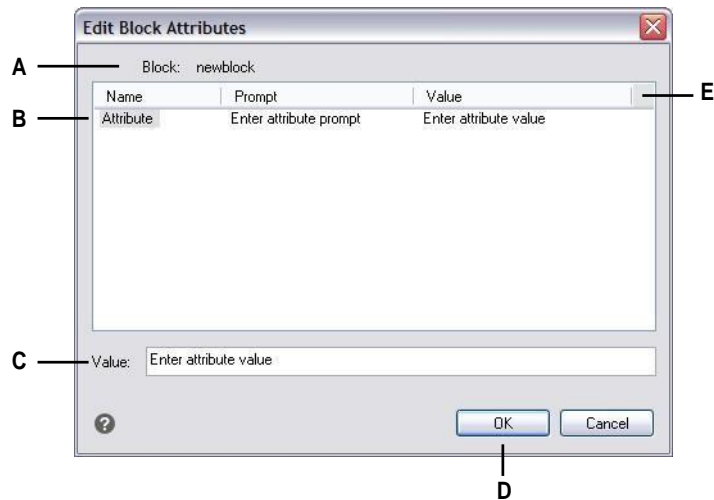 Edit Block Attributes
A
Block: newblock
Name Prompt Value
E
B
Attribute Enter attribute prompt Enter attribute value
C
Value: Enter attribute value
? OK Cancel
D